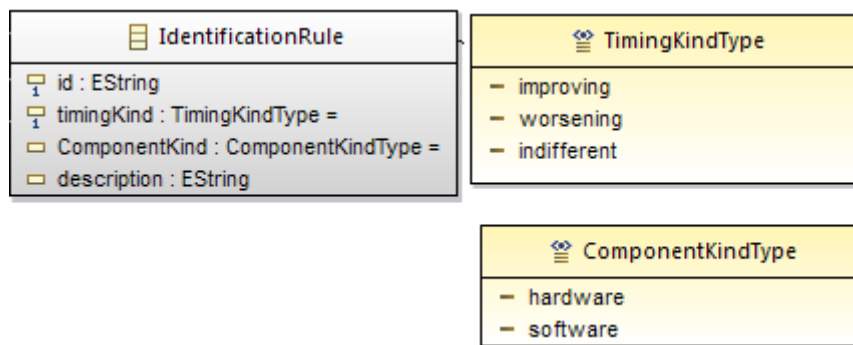 IdentificationRule
id : EString
timingKind : TimingKindType =
ComponentKind : ComponentKindType =
description : EString
TimingKindType
improving
worsening
indifferent
ComponentKindType
hardware
software